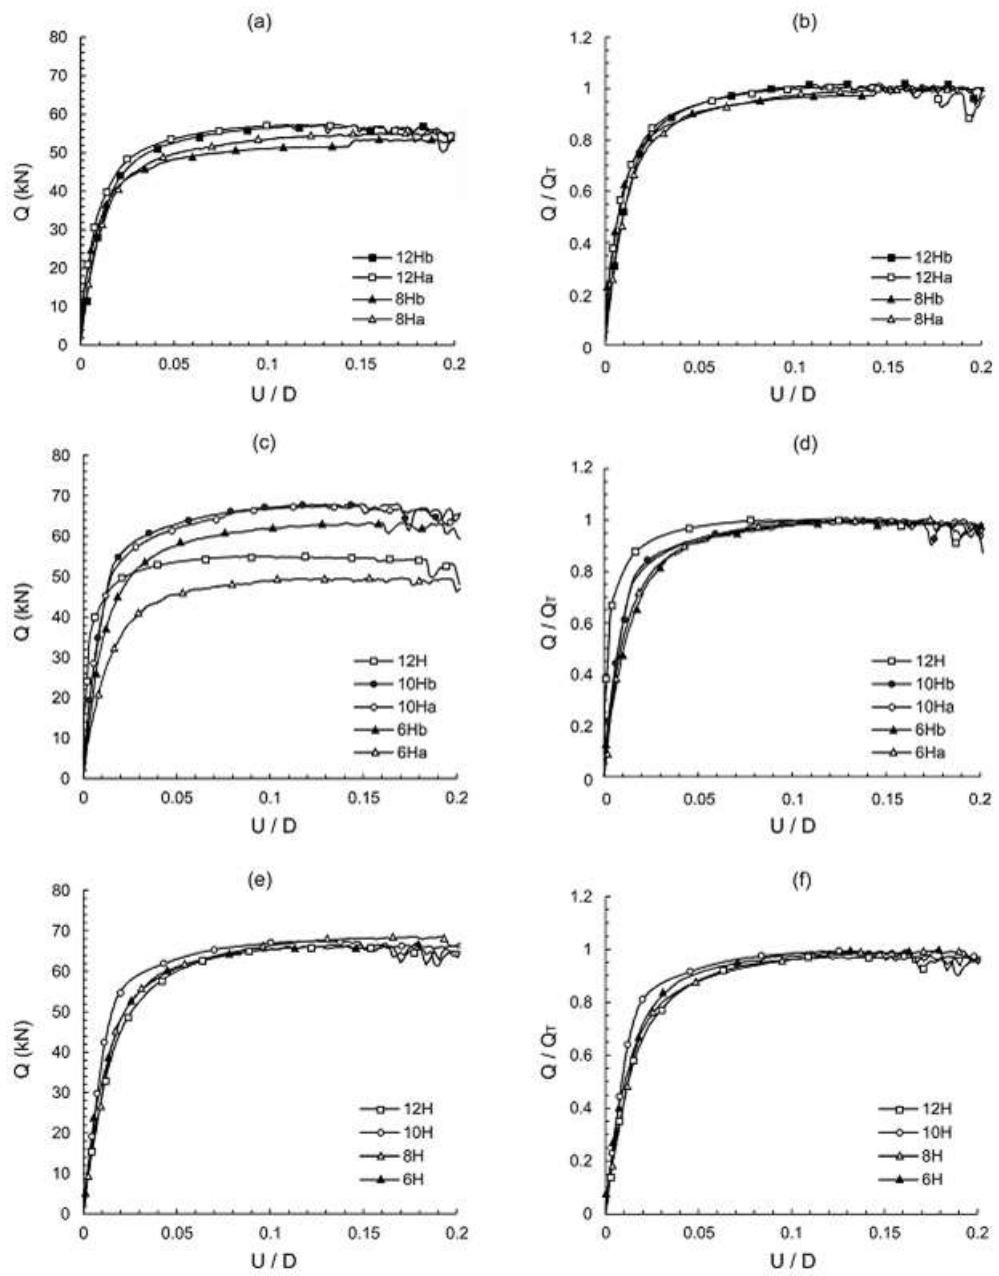 (a)
80
70
60
50
40
30
20
10
0
Q (kN)
0 0.05 0.1 0.15 0.2
U / D
12Hb
12Ha
8Hb
8Ha
(b)
1.2
1
0.8
0.6
0.4
0.2
0
Q / QT
0 0.05 0.1 0.15 0.2
U / D
12Hb
12Ha
8Hb
8Ha
(c)
80
70
60
50
40
30
20
10
0
Q (kN)
0 0.05 0.1 0.15 0.2
U / D
12H
10Hb
10Ha
6Hb
6Ha
(d)
1.2
1
0.8
0.6
0.4
0.2
0
Q / QT
0 0.05 0.1 0.15 0.2
U / D
12H
10Hb
10Ha
6Hb
6Ha
(e)
80
70
60
50
40
30
20
10
0
Q (kN)
0 0.05 0.1 0.15 0.2
U / D
12H
10H
8H
6H
(f)
1.2
1
0.8
0.6
0.4
0.2
0
Q / QT
0 0.05 0.1 0.15 0.2
U / D
12H
10H
8H
6H